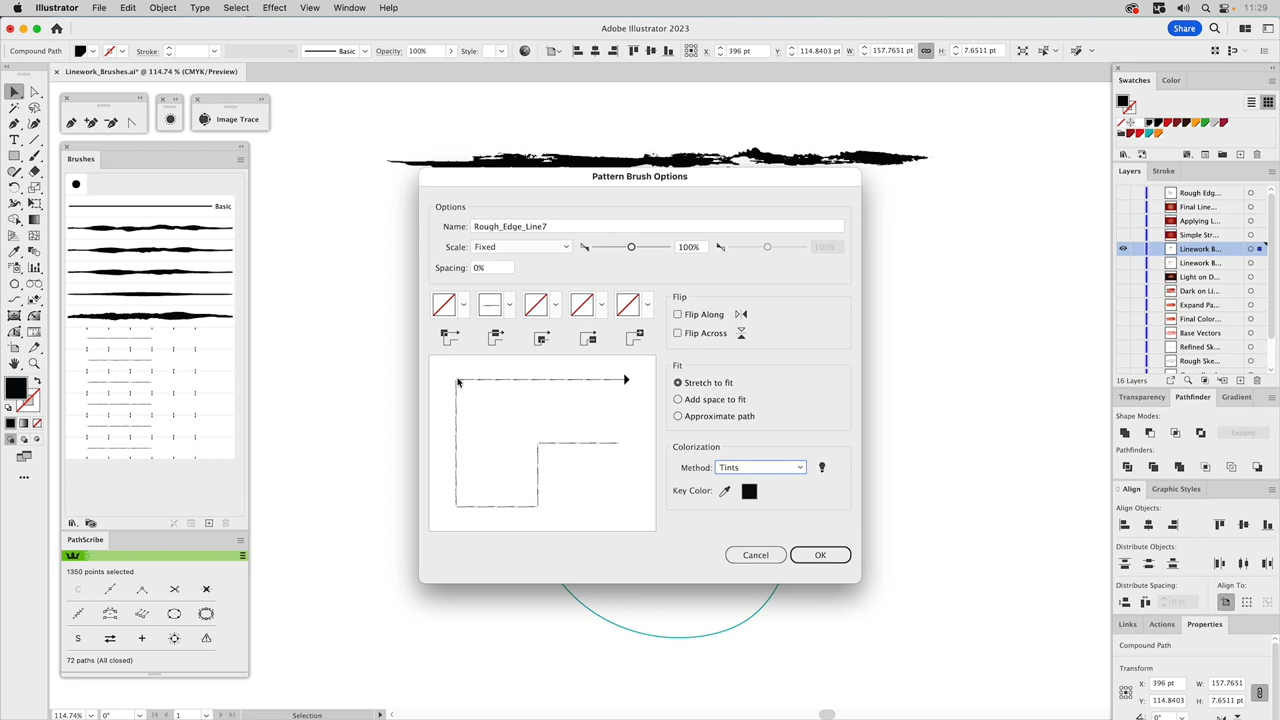 Illustrator File Edit Object Type Select Effect View Window Help 11:29
Adobe Illustrator 2023
Share
Compound Path Stroke: Basic Opacity: 100% Style: X: 396 pt Y: 114.8403 W: 157.7651 H: 7.6511 pt
Linework_Brushes.ai* @ 114.74 % (CMYK/Preview)
Image Trace
Brushes
Basic
PathScribe
1350 points selected
72 paths (All closed)
Pattern Brush Options
Options
Name: Rough_Edge_Line7
Scale: Fixed 100% 100%
Spacing: 0%
Flip
Flip Along
Flip Across
Fit
Stretch to fit
Add space to fit
Approximate path
Colorization
Method: Tints
Key Color:
Cancel OK
Swatches Color
Layers Stroke
Rough Edg...
Final Line...
Applying L...
Simple Str...
Linework B...
Linework B...
Light on D...
Dark on Li...
Expand Pa...
Final Color...
Base Vectors
Refined Sk...
Rough Ske...
16 Layers
Transparency Pathfinder Gradient
Shape Modes:
Expand
Pathfinders:
Align Graphic Styles
Align Objects:
Distribute Objects:
Distribute Spacing: Align To:
0 pt
Links Actions Properties
Compound Path
Transform
X: 396 pt W: 157.7651
Y: 114.8403 H: 7.6511 pt
0°
114.74% 0° 1 Selection